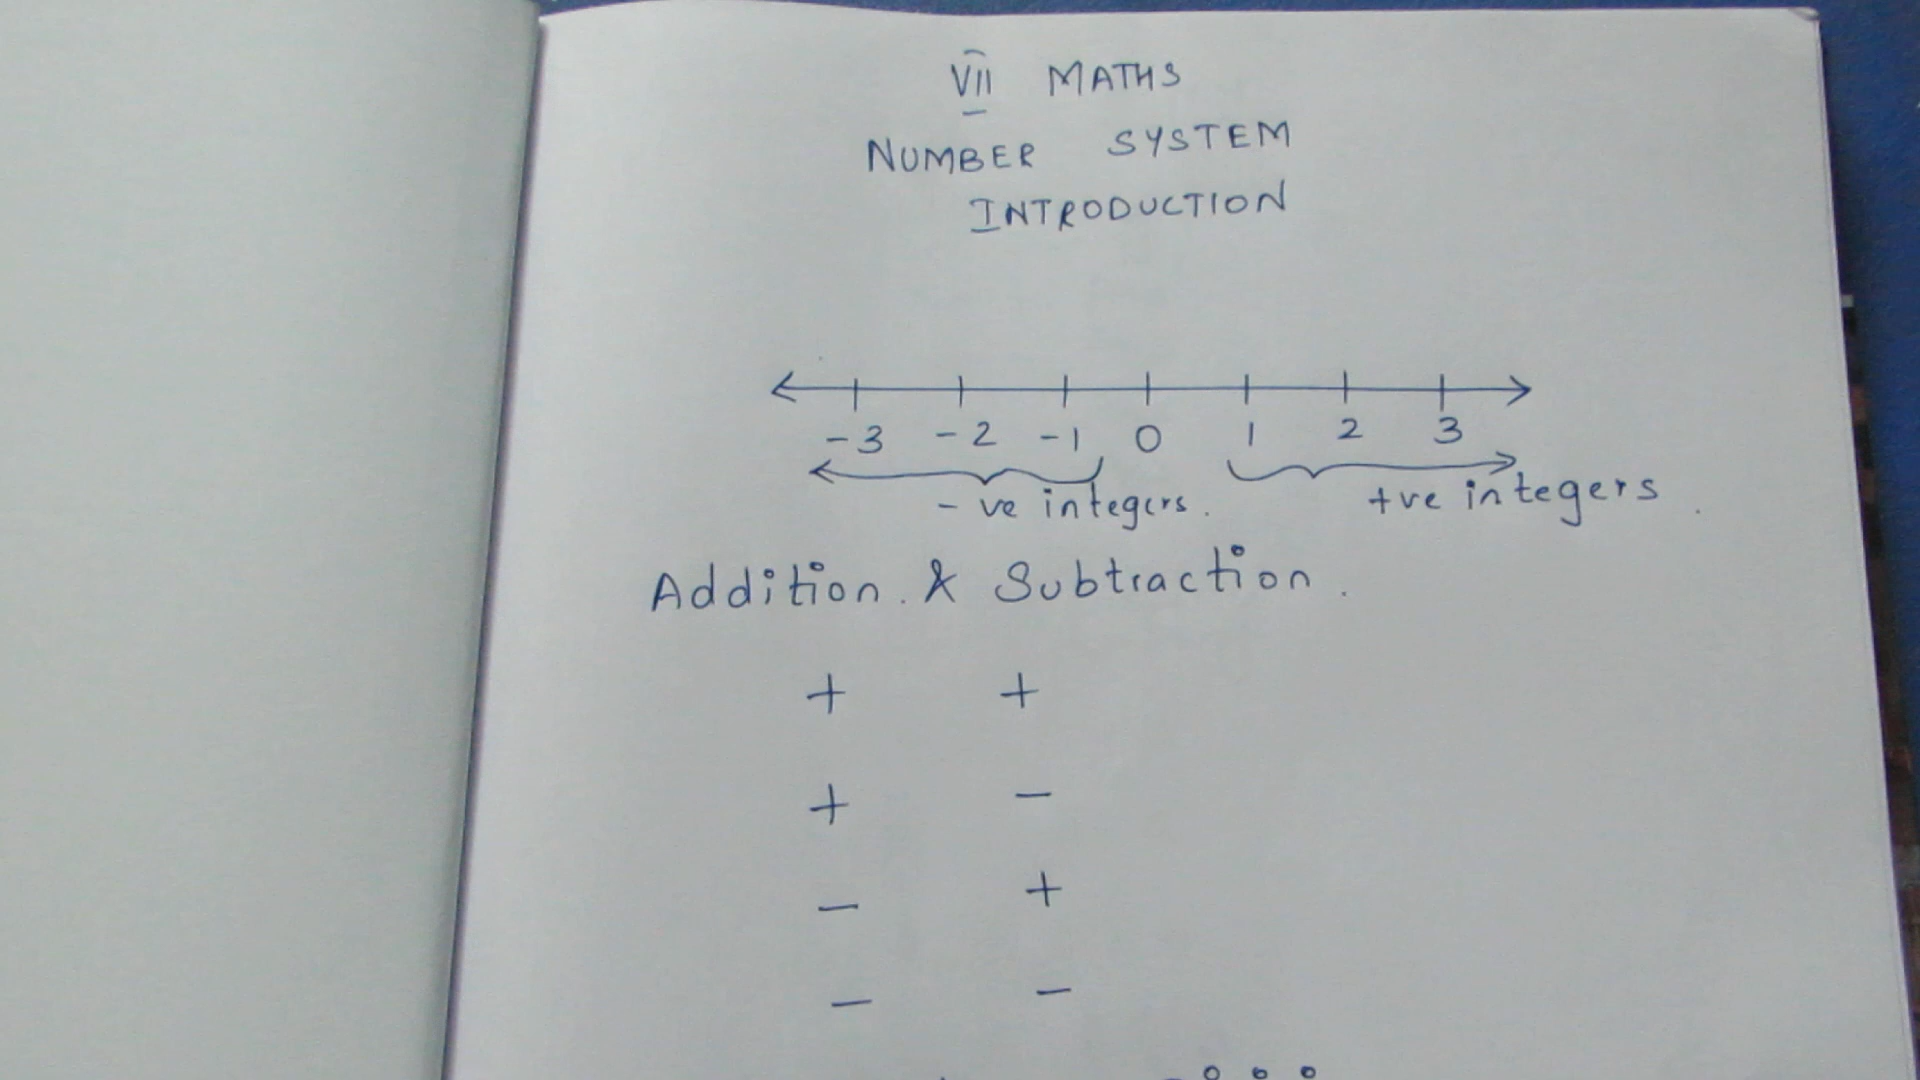 VII MATHS
NUMBER SYSTEM
INTRODUCTION
-3 -2 -1 0 1 2 3
-ve integers. +ve integers.
Addition. & Subtraction.
+ +
+ -
- +
- -